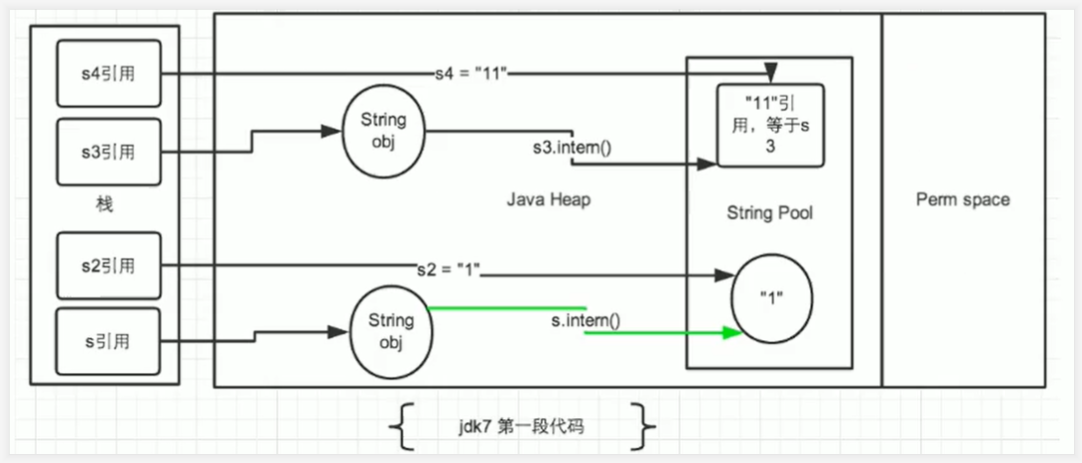 s4引用
s4 = "11"
"11"引
用，等于s
3
String
obj
s3引用
s3.intern()
栈
Java Heap
String Pool
Perm space
s2引用
s2 = "1"
"1"
String
obj
s.intern()
s引用
jdk7 第一段代码